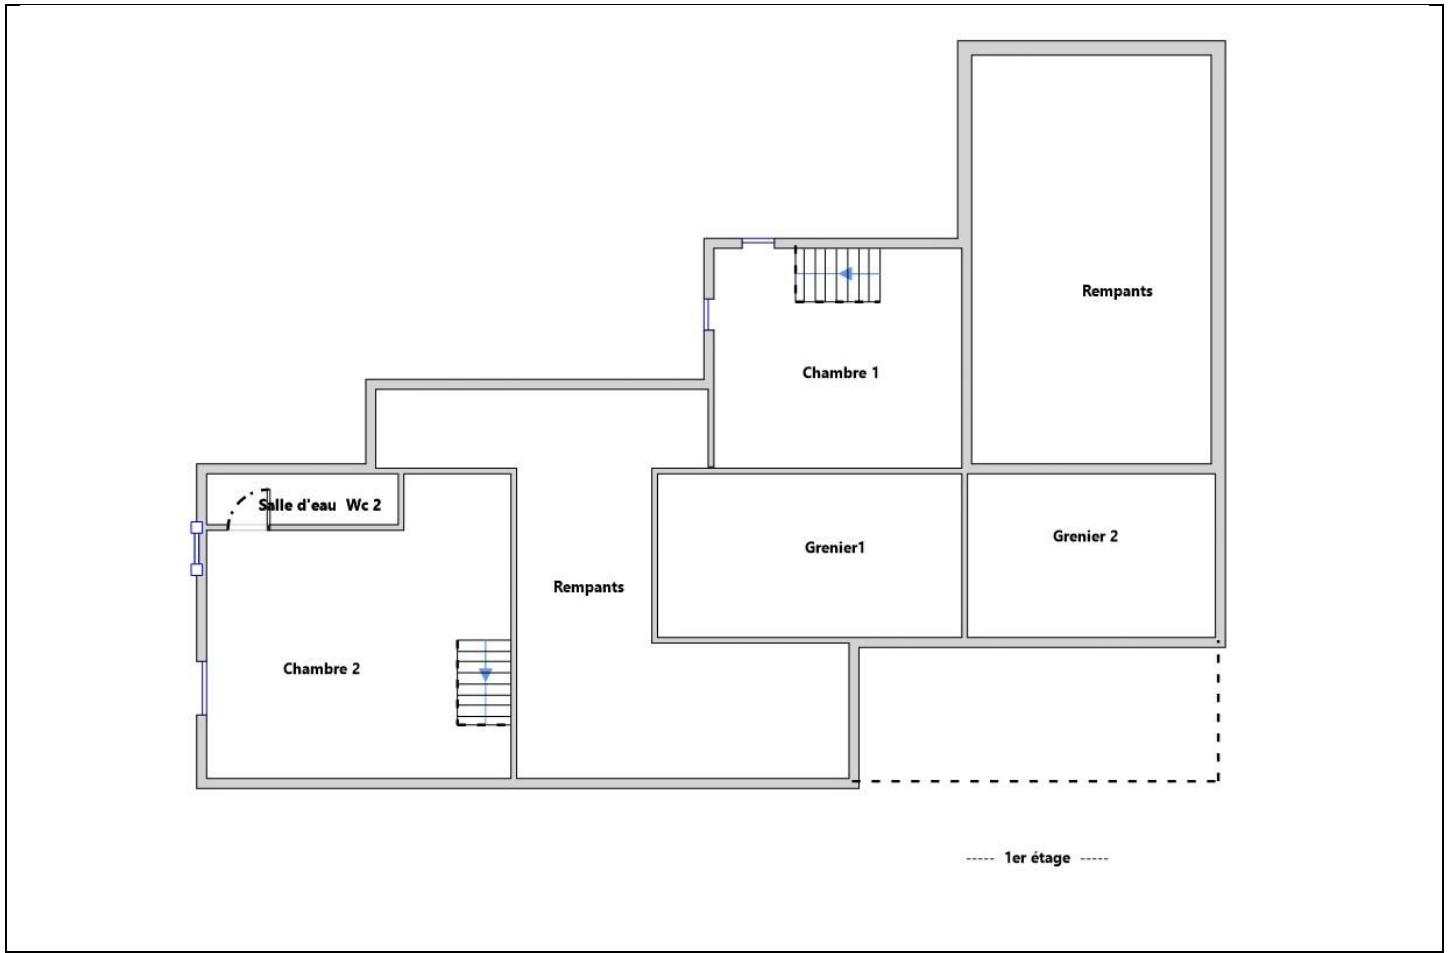 Rempants
Chambre 1
Salle d'eau Wc 2
Grenier1
Grenier 2
Rempants
Chambre 2
----- 1er étage -----